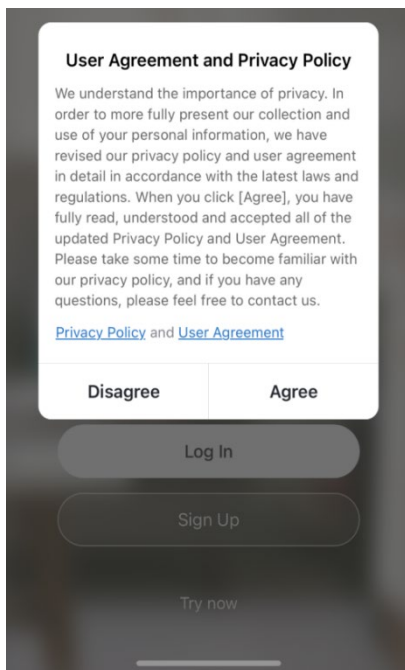 User Agreement and Privacy Policy
We understand the importance of privacy. In
order to more fully present our collection and
use of your personal information, we have
revised our privacy policy and user agreement
in detail in accordance with the latest laws and
regulations. When you click [Agree], you have
fully read, understood and accepted all of the
updated Privacy Policy and User Agreement.
Please take some time to become familiar with
our privacy policy, and if you have any
questions, please feel free to contact us.
Privacy Policy and User Agreement
Disagree Agree
Log In
Sign Up
Try now